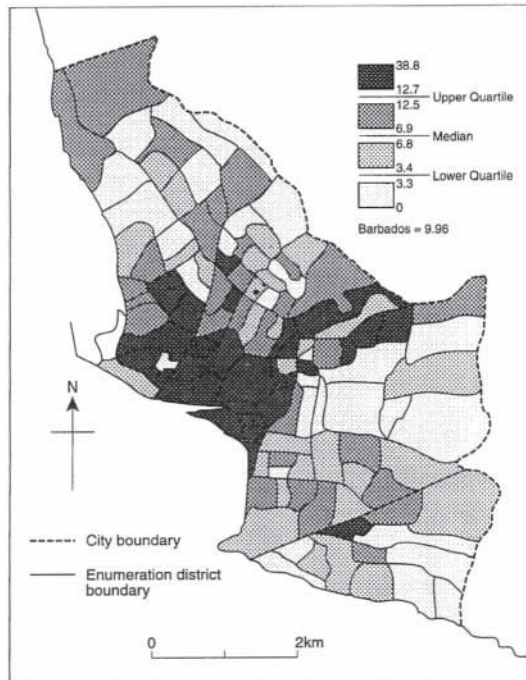 38.8
12.7
Upper Quartile
12.5
6.9
Median
6.8
3.4
Lower Quartile
3.3
0
Barbados = 9.96
N
City boundary
Enumeration district
boundary
0 2km